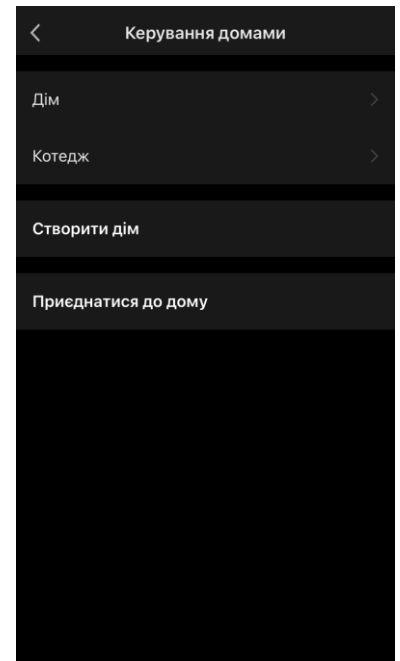 Керування домами
Дім
Котедж
Створити дім
Приєднатися до дому